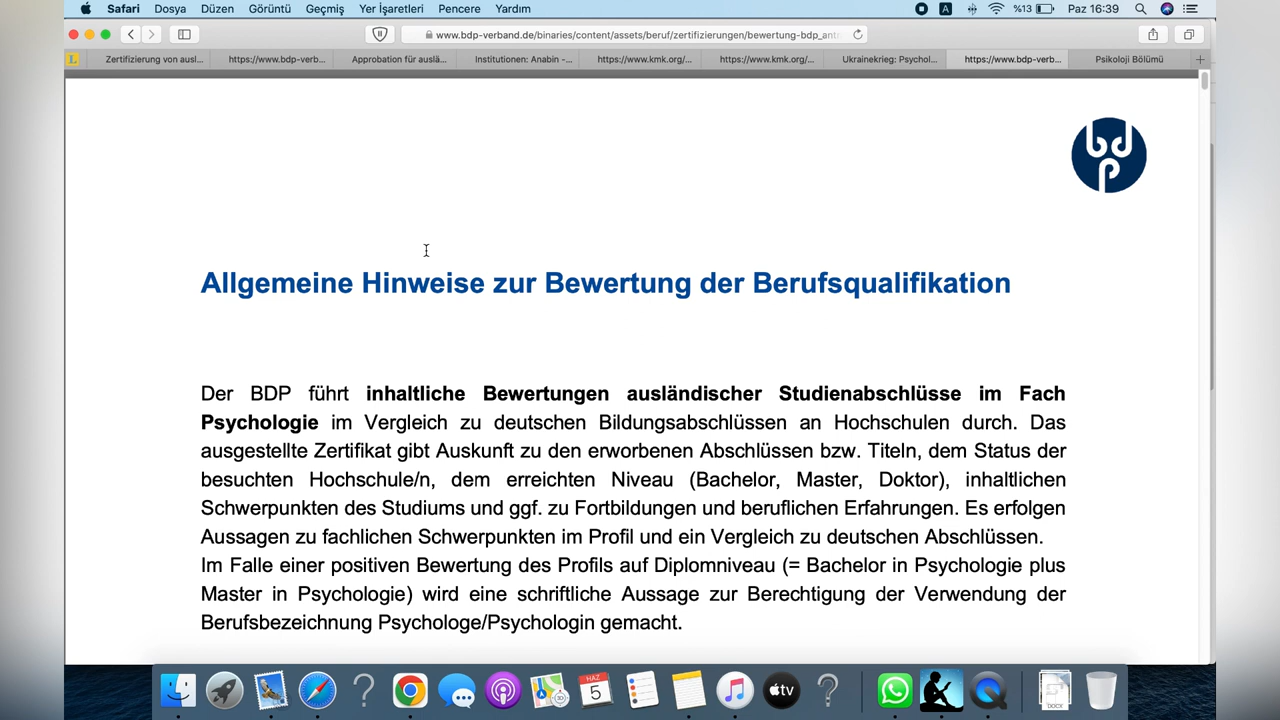 Safari Dosya Düzen Görüntü Geçmiş Yer İşaretleri Pencere Yardım A %13 Paz 16:39
www.bdp-verband.de/binaries/content/assets/beruf/zertifizierungen/bewertung-bdp_antr
L Zertifizierung von ausl... https://www.bdp-verb... Approbation für auslä... Institutionen: Anabin -... https://www.kmk.org/... https://www.kmk.org/... Ukrainekrieg: Psychol... https://www.bdp-verb... Psikoloji Bölümü
bdp
Allgemeine Hinweise zur Bewertung der Berufsqualifikation
Der BDP führt inhaltliche Bewertungen ausländischer Studienabschlüsse im Fach
Psychologie im Vergleich zu deutschen Bildungsabschlüssen an Hochschulen durch. Das
ausgestellte Zertifikat gibt Auskunft zu den erworbenen Abschlüssen bzw. Titeln, dem Status der
besuchten Hochschule/n, dem erreichten Niveau (Bachelor, Master, Doktor), inhaltlichen
Schwerpunkten des Studiums und ggf. zu Fortbildungen und beruflichen Erfahrungen. Es erfolgen
Aussagen zu fachlichen Schwerpunkten im Profil und ein Vergleich zu deutschen Abschlüssen.
Im Falle einer positiven Bewertung des Profils auf Diplomniveau (= Bachelor in Psychologie plus
Master in Psychologie) wird eine schriftliche Aussage zur Berechtigung der Verwendung der
Berufsbezeichnung Psychologe/Psychologin gemacht.
HAZ
5
tv
DOCX